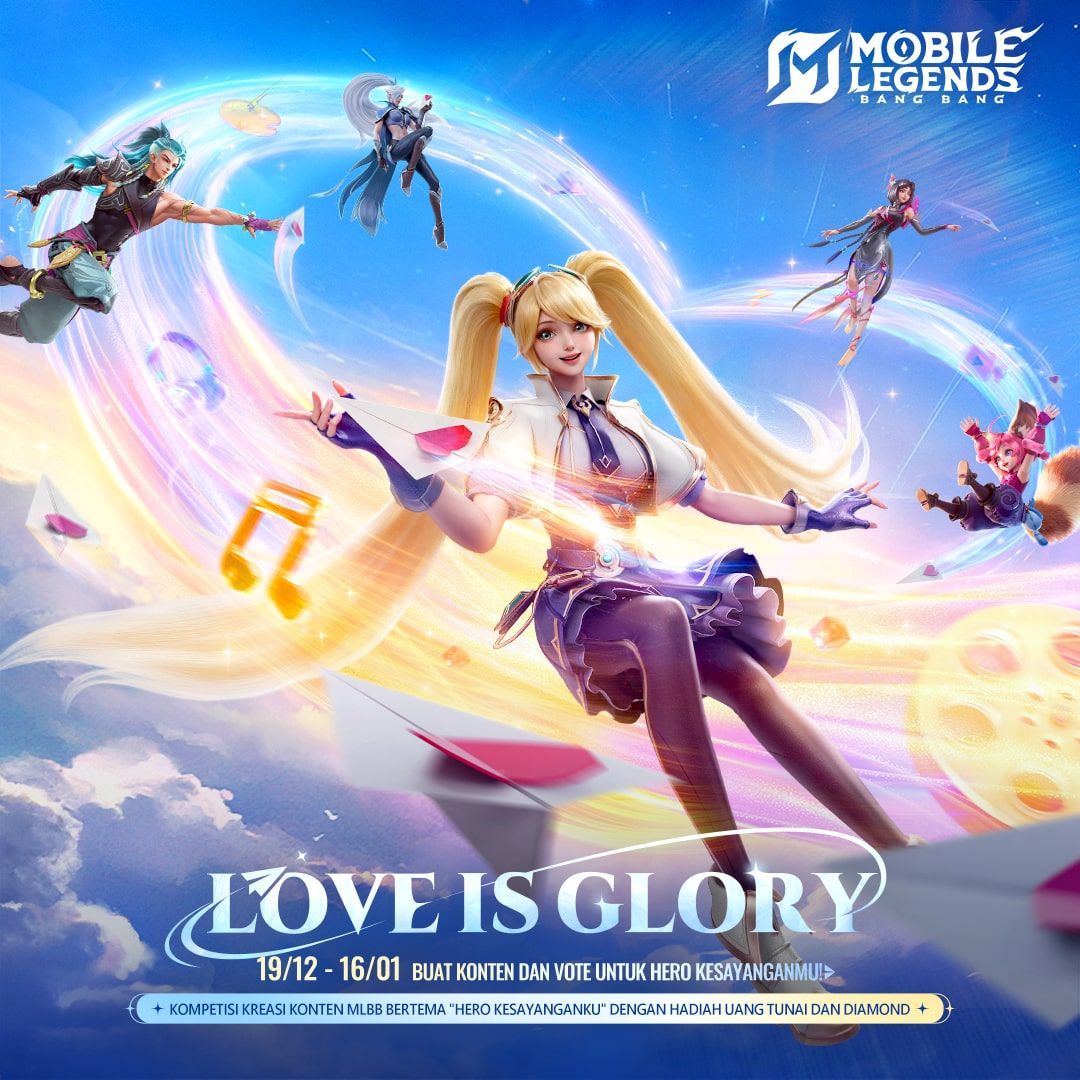 MOBILE
LEGENDS
BANG BANG
LOVE IS GLORY
19/12 - 16/01 BUAT KONTEN DAN VOTE UNTUK HERO KESAYANGANMU!
KOMPETISI KREASI KONTEN MLBB BERTEMA "HERO KESAYANGANKU" DENGAN HADIAH UANG TUNAI DAN DIAMOND